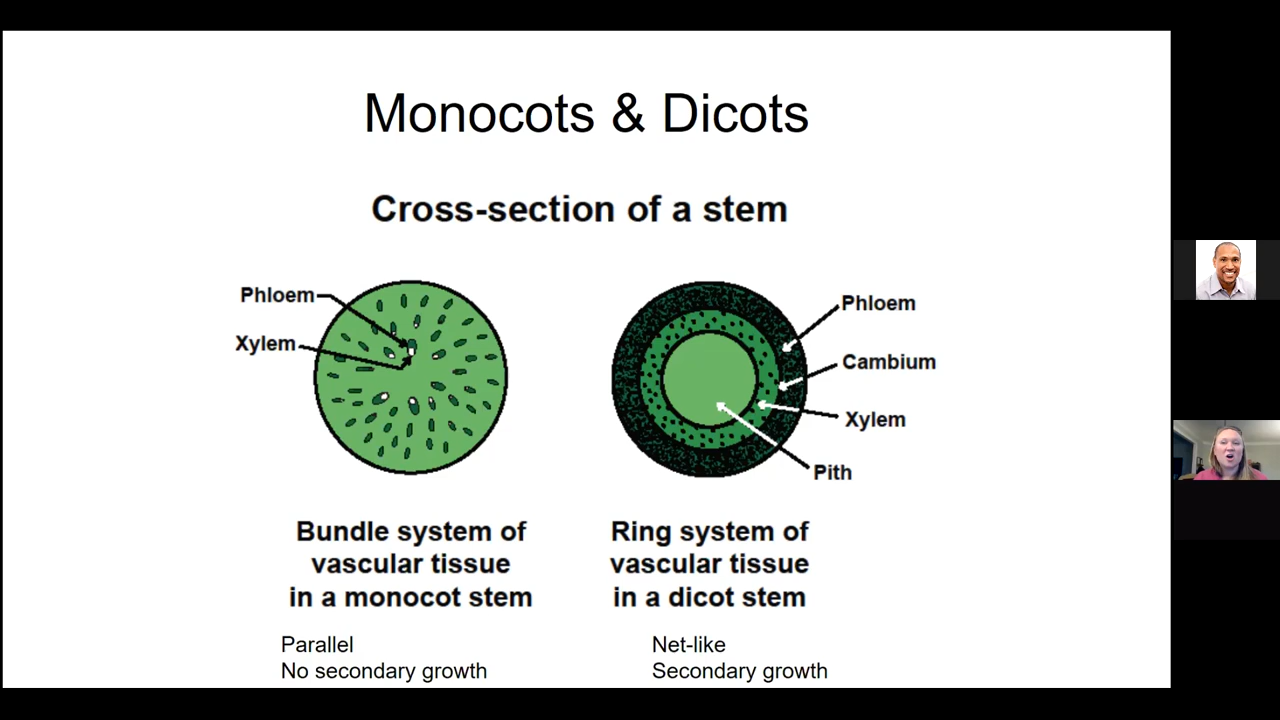 Monocots & Dicots
Cross-section of a stem
Phloem
Xylem
Phloem
Cambium
Xylem
Pith
Bundle system of
vascular tissue
in a monocot stem
Ring system of
vascular tissue
in a dicot stem
Parallel
No secondary growth
Net-like
Secondary growth